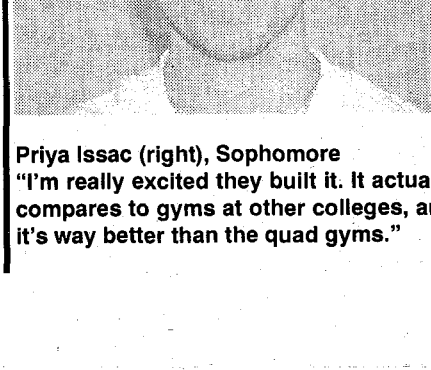 Priya Issac (right), Sophomore
“I'm really excited they built it. It actua
compares to gyms at other colleges, a
it's way better than the quad gyms.”